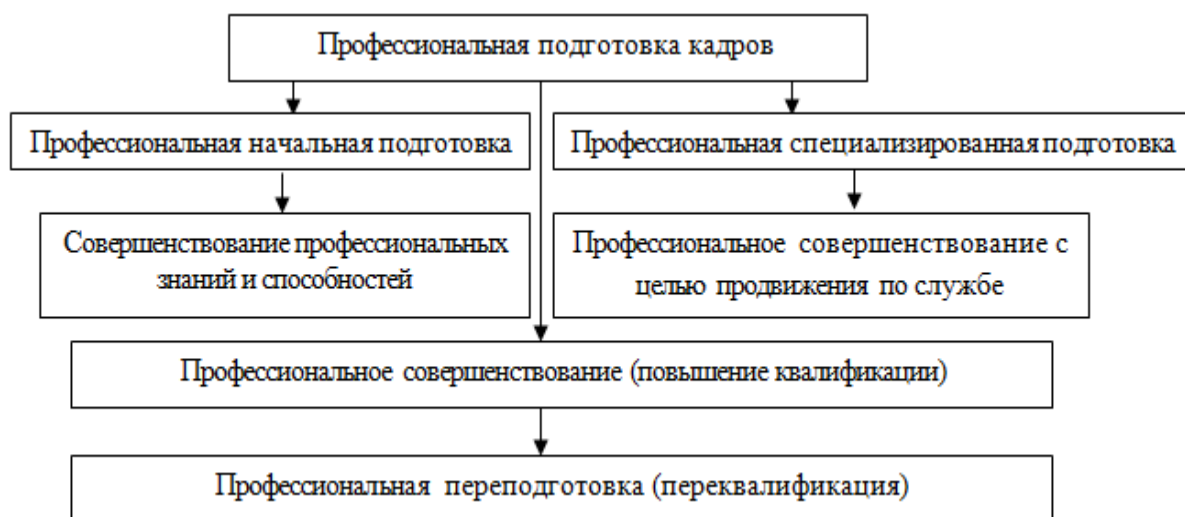 Профессиональная подготовка кадров
Профессиональная начальная подготовка
Профессиональная специализированная подготовка
Совершенствование профессиональных
знаний и способностей
Профессиональное совершенствование с
целью продвижения по службе
Профессиональное совершенствование (повышение квалификации)
Профессиональная переподготовка (переквалификация)